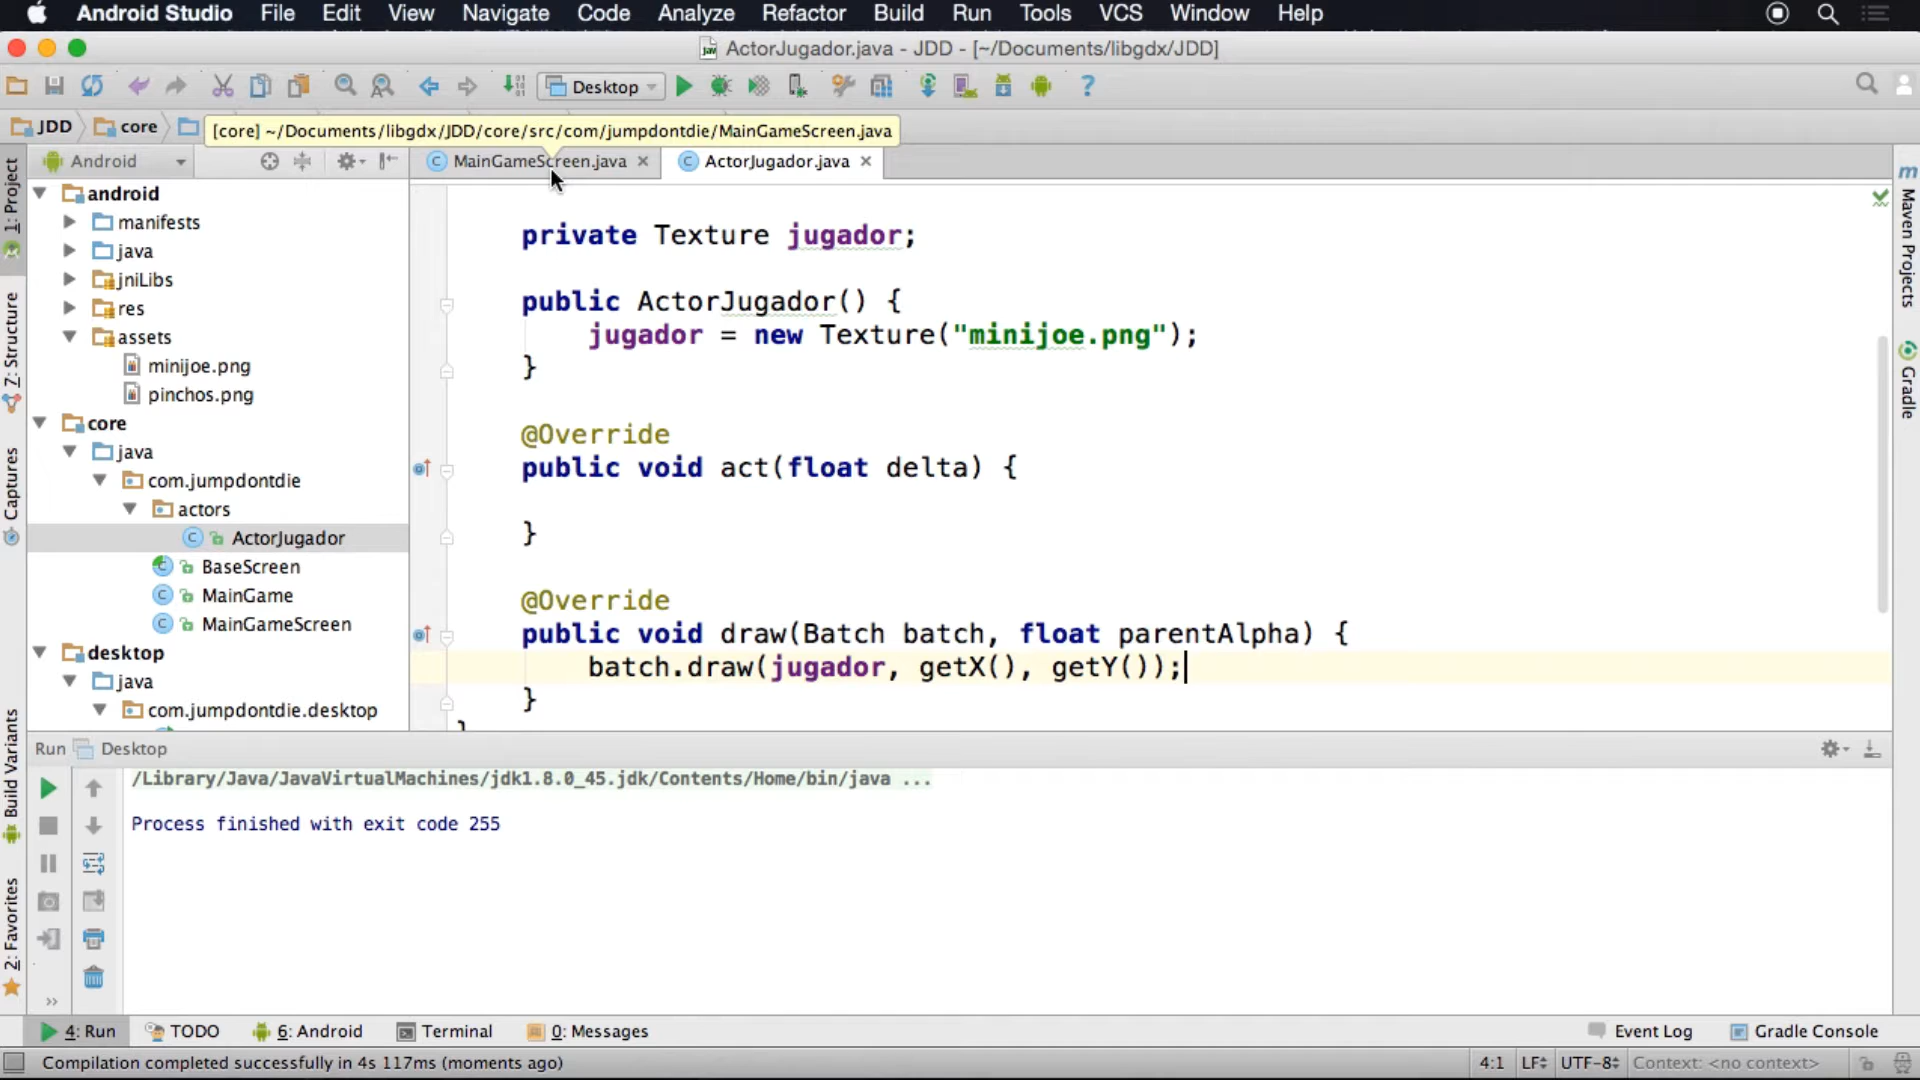 Android Studio File Edit View Navigate Code Analyze Refactor Build Run Tools VCS Window Help
ActorJugador.java - JDD - [~/Documents/libgdx/JDD]
Desktop
JDD core
[core] ~/Documents/libgdx/JDD/core/src/com/jumpdontdie/MainGameScreen.java
Android
MainGameScreen.java ActorJugador.java
1: Project
7: Structure
Captures
Build Variants
2: Favorites
android
manifests
java
jniLibs
res
assets
minijoe.png
pinchos.png
core
java
com.jumpdontdie
actors
ActorJugador
BaseScreen
MainGame
MainGameScreen
desktop
java
com.jumpdontdie.desktop
private Texture jugador;
public ActorJugador() {
jugador = new Texture("minijoe.png");
}
@Override
public void act(float delta) {
}
@Override
public void draw(Batch batch, float parentAlpha) {
batch.draw(jugador, getX(), getY());
}
}
Maven Projects
Gradle
Run Desktop
/Library/Java/JavaVirtualMachines/jdk1.8.0_45.jdk/Contents/Home/bin/java ...
Process finished with exit code 255
4: Run TODO 6: Android Terminal 0: Messages Event Log Gradle Console
Compilation completed successfully in 4s 117ms (moments ago) 4:1 LF UTF-8 Context: <no context>